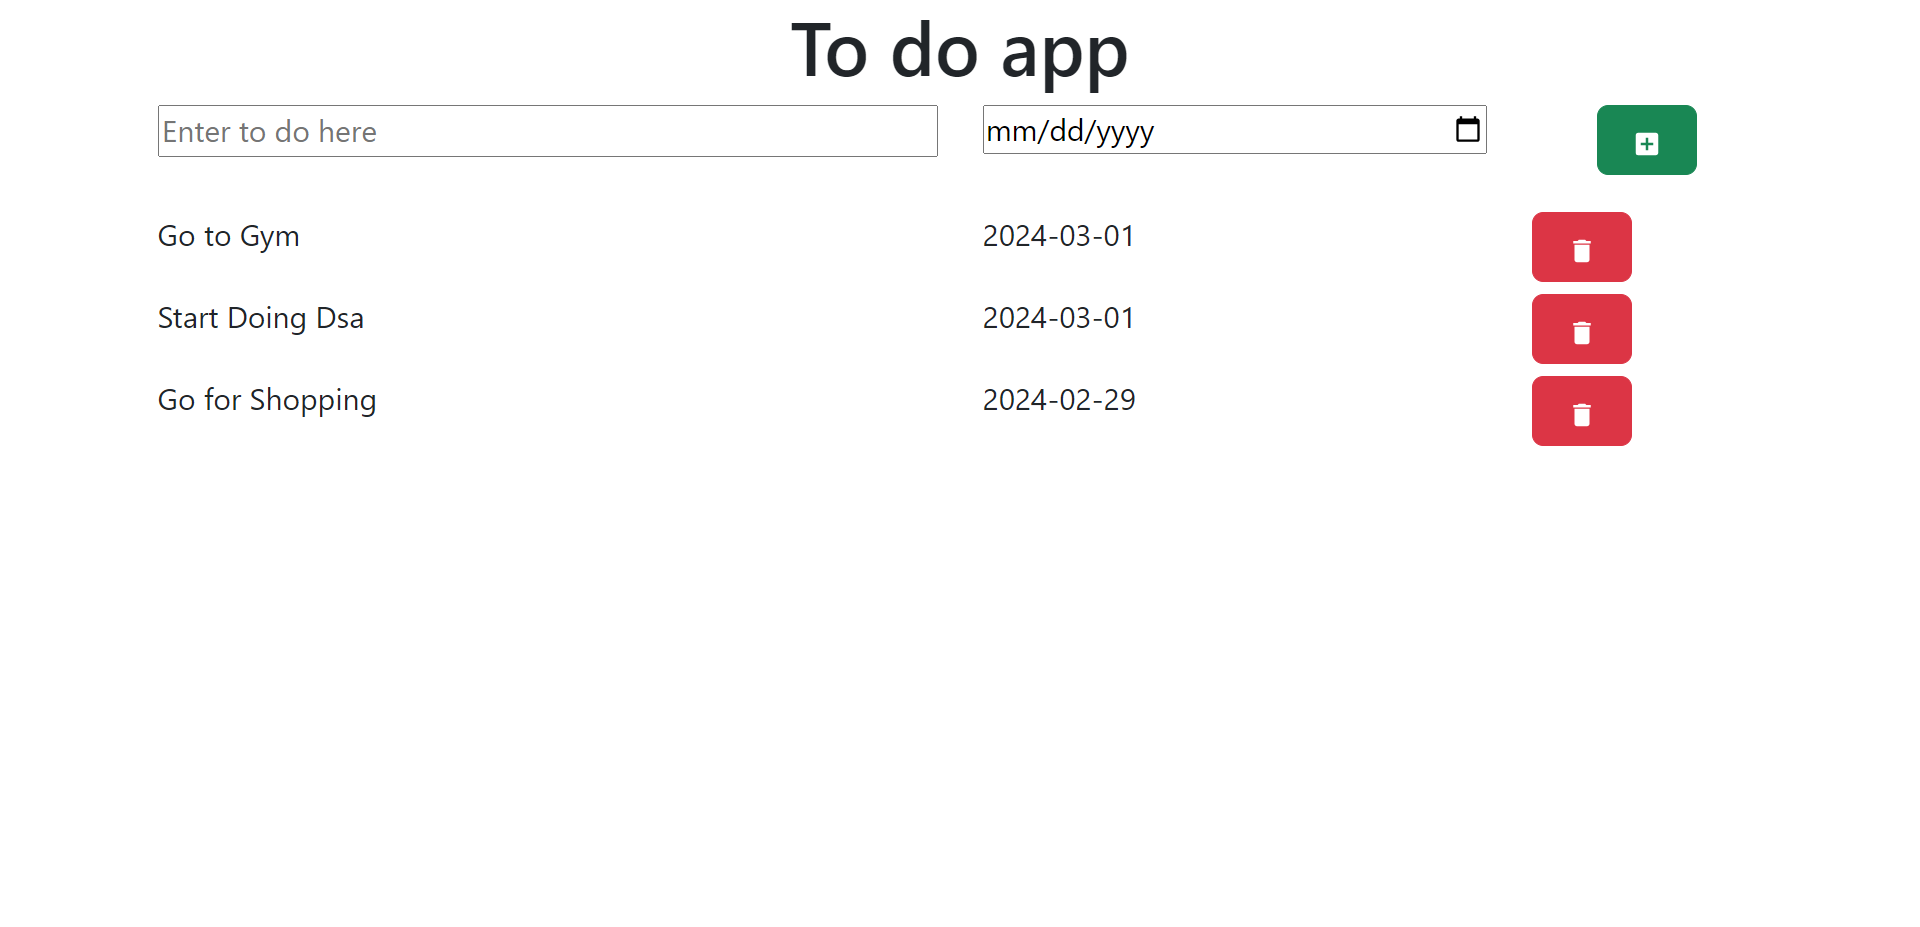 To do app
Enter to do here mm/dd/yyyy
Go to Gym 2024-03-01
Start Doing Dsa 2024-03-01
Go for Shopping 2024-02-29